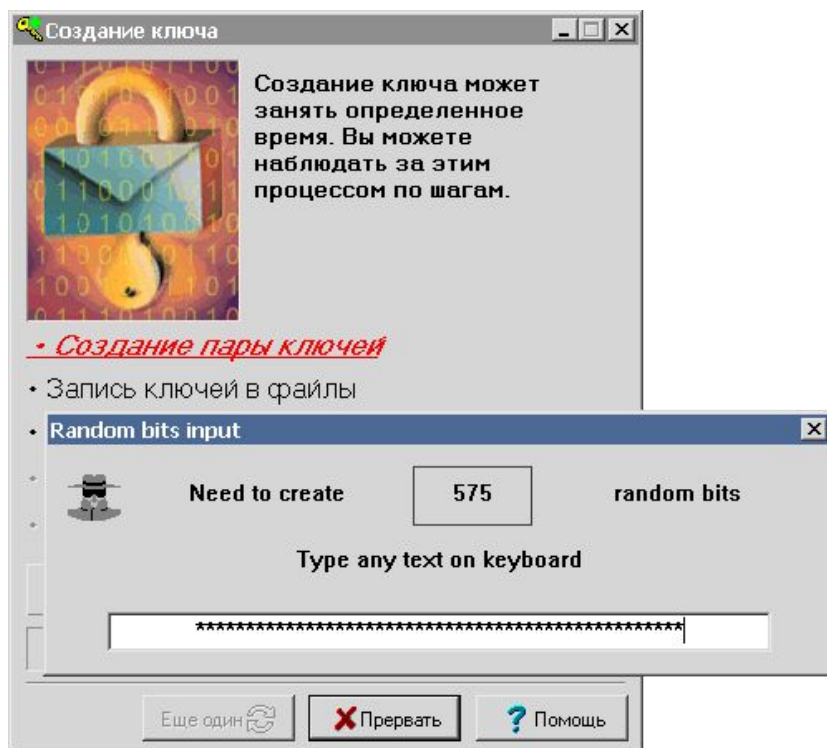 Создание ключа
Создание ключа может
занять определенное
время. Вы можете
наблюдать за этим
процессом по шагам.
• Создание пары ключей
• Запись ключей в файлы
Random bits input
Need to create 575 random bits
Type any text on keyboard
*************************************************
Еще один Прервать Помощь